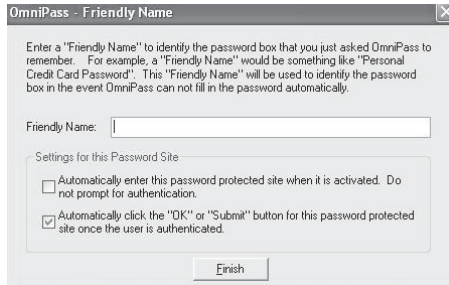 OmniPass - Friendly Name
Enter a "Friendly Name" to identify the password box that you just asked OmniPass to
remember. For example, a "Friendly Name" would be something like "Personal
Credit Card Password". This "Friendly Name" will be used to identify the password
box in the event OmniPass can not fill in the password automatically.
Friendly Name:
Settings for this Password Site
Automatically enter this password protected site when it is activated. Do
not prompt for authentication.
Automatically click the "OK" or "Submit" button for this password protected
site once the user is authenticated.
Finish